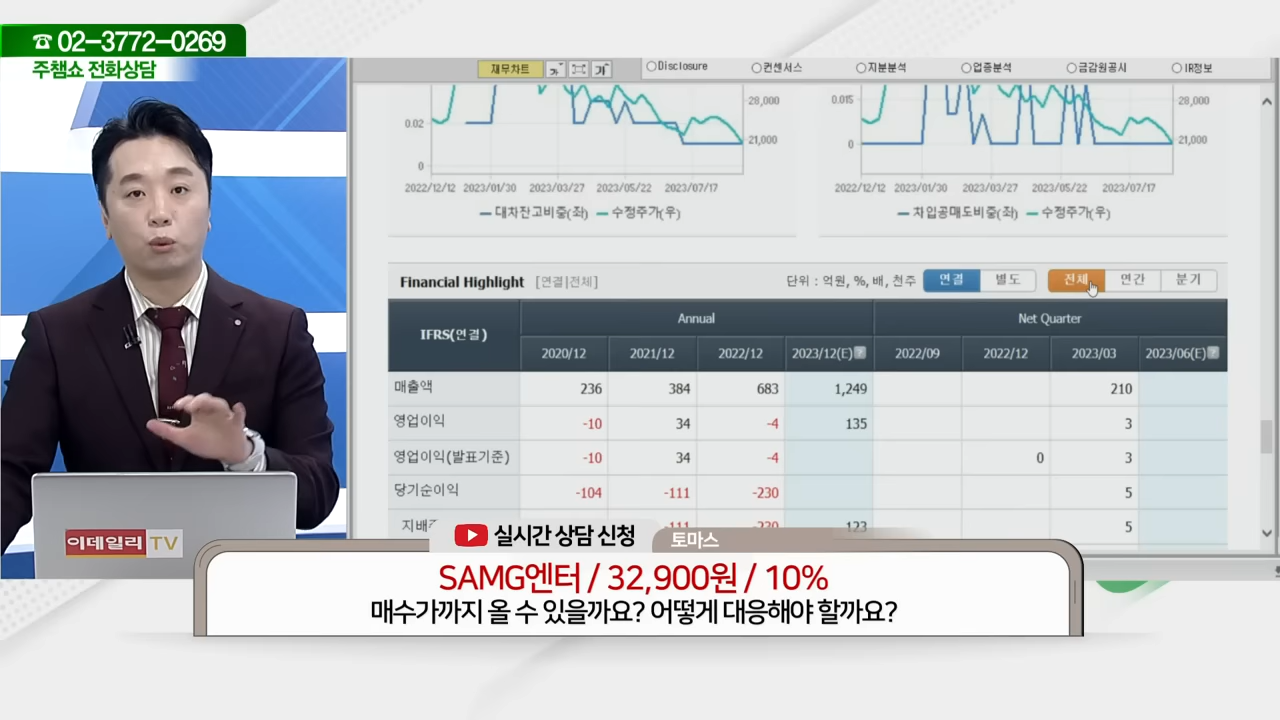 ☎ 02-3772-0269
주챔쇼 전화상담
재무차트 가 가 Disclosure 컨센서스 지분분석 업종분석 금감원공시 IR정보
28,000 0.015 28,000
0.02 21,000 0 21,000
0
2022/12/12 2023/01/30 2023/03/27 2023/05/22 2023/07/17 2022/12/12 2023/01/30 2023/03/27 2023/05/22 2023/07/17
대차잔고비중(좌) 수정주가(우) 차입공매도비중(좌) 수정주가(우)
Financial Highlight [연결|전체] 단위 : 억원, %, 배, 천주 연결 별도 전체 연간 분기
IFRS(연결) Annual Net Quarter
2020/12 2021/12 2022/12 2023/12(E) 2022/09 2022/12 2023/03 2023/06(E)
매출액 236 384 683 1,249 210
영업이익 -10 34 -4 135 3
영업이익(발표기준) -10 34 -4 0 3
당기순이익 -104 -111 -230 5
-111 -230 123 5
이데일리 TV
실시간 상담 신청 토마스
SAMG엔터 / 32,900원 / 10%
매수가까지 올 수 있을까요? 어떻게 대응해야 할까요?